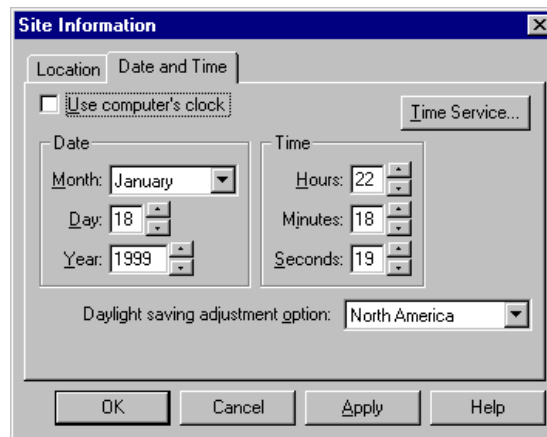 Site Information
Location Date and Time
Use computer's clock
Time Service...
Date
Time
Month: January
Hours: 22
Day: 18
Minutes: 18
Year: 1999
Seconds: 19
Daylight saving adjustment option: North America
OK Cancel Apply Help